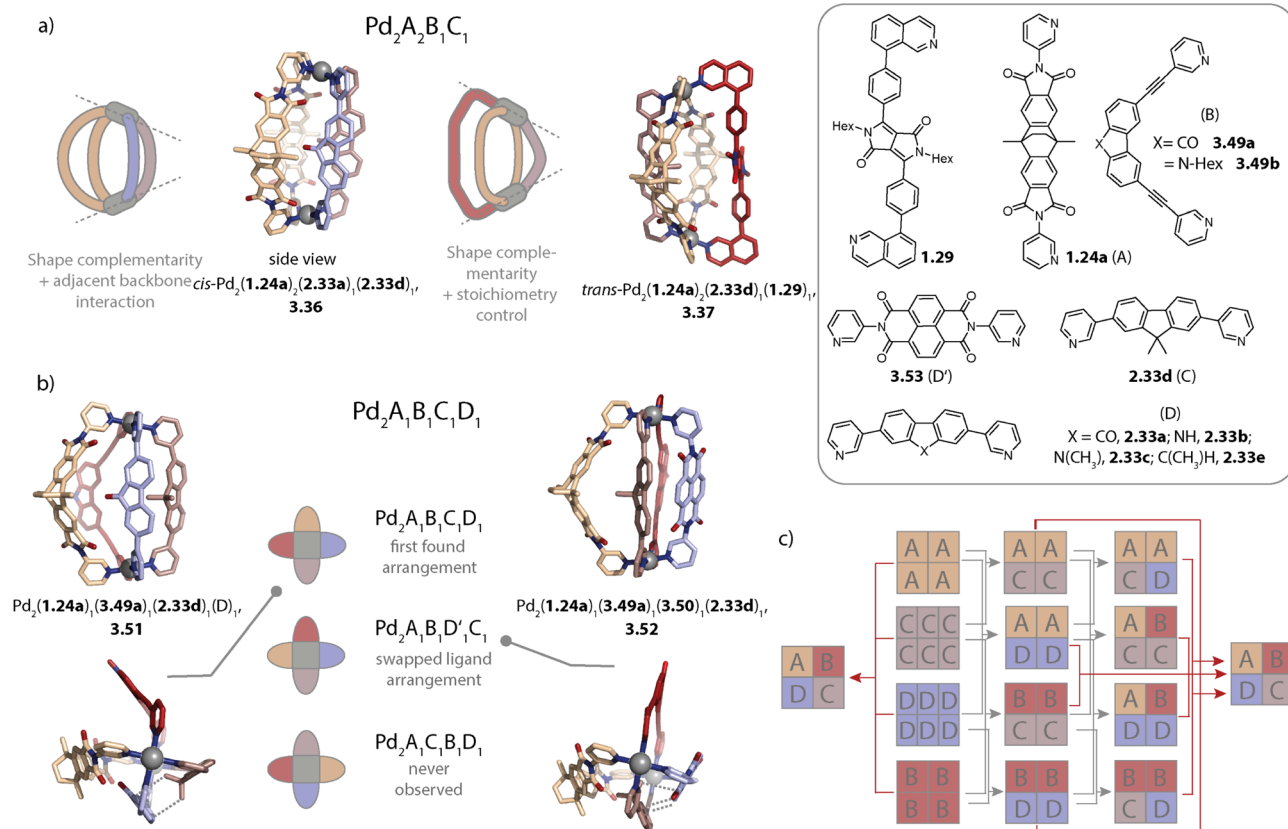 a)
Pd2A2B1C1
Shape complementarity
+ adjacent backbone
interaction
side view
cis-Pd2(1.24a)2(2.33a)1(2.33d)1,
3.36
Shape comple-
mentarity
+ stoichiometry
control
trans-Pd2(1.24a)2(2.33d)1(1.29)1,
3.37
N
Hex
O
N
N
O
Hex
N
1.29
N
O
N
O
O
N
O
N
1.24a (A)
N
X
N
(B)
X= CO 3.49a
= N-Hex 3.49b
O
O
N
N
N
N
O
O
3.53 (D')
N
N
2.33d (C)
N
X
N
(D)
X = CO, 2.33a; NH, 2.33b;
N(CH3), 2.33c; C(CH3)H, 2.33e
b)
Pd2A1B1C1D1
Pd2(1.24a)1(3.49a)1(2.33d)1(D)1,
3.51
Pd2A1B1C1D1
first found
arrangement
Pd2A1B1D'1C1
swapped ligand
arrangement
Pd2A1C1B1D1
never
observed
Pd2(1.24a)1(3.49a)1(3.50)1(2.33d)1,
3.52
c)
A B
D C
A A
A A
C C C
C C C
D D D
D D D
B B
B B
A A
C C
A A
D D
B B
C C
B B
D D
A A
C D
A B
C C
A B
D D
B B
C D
A B
D C